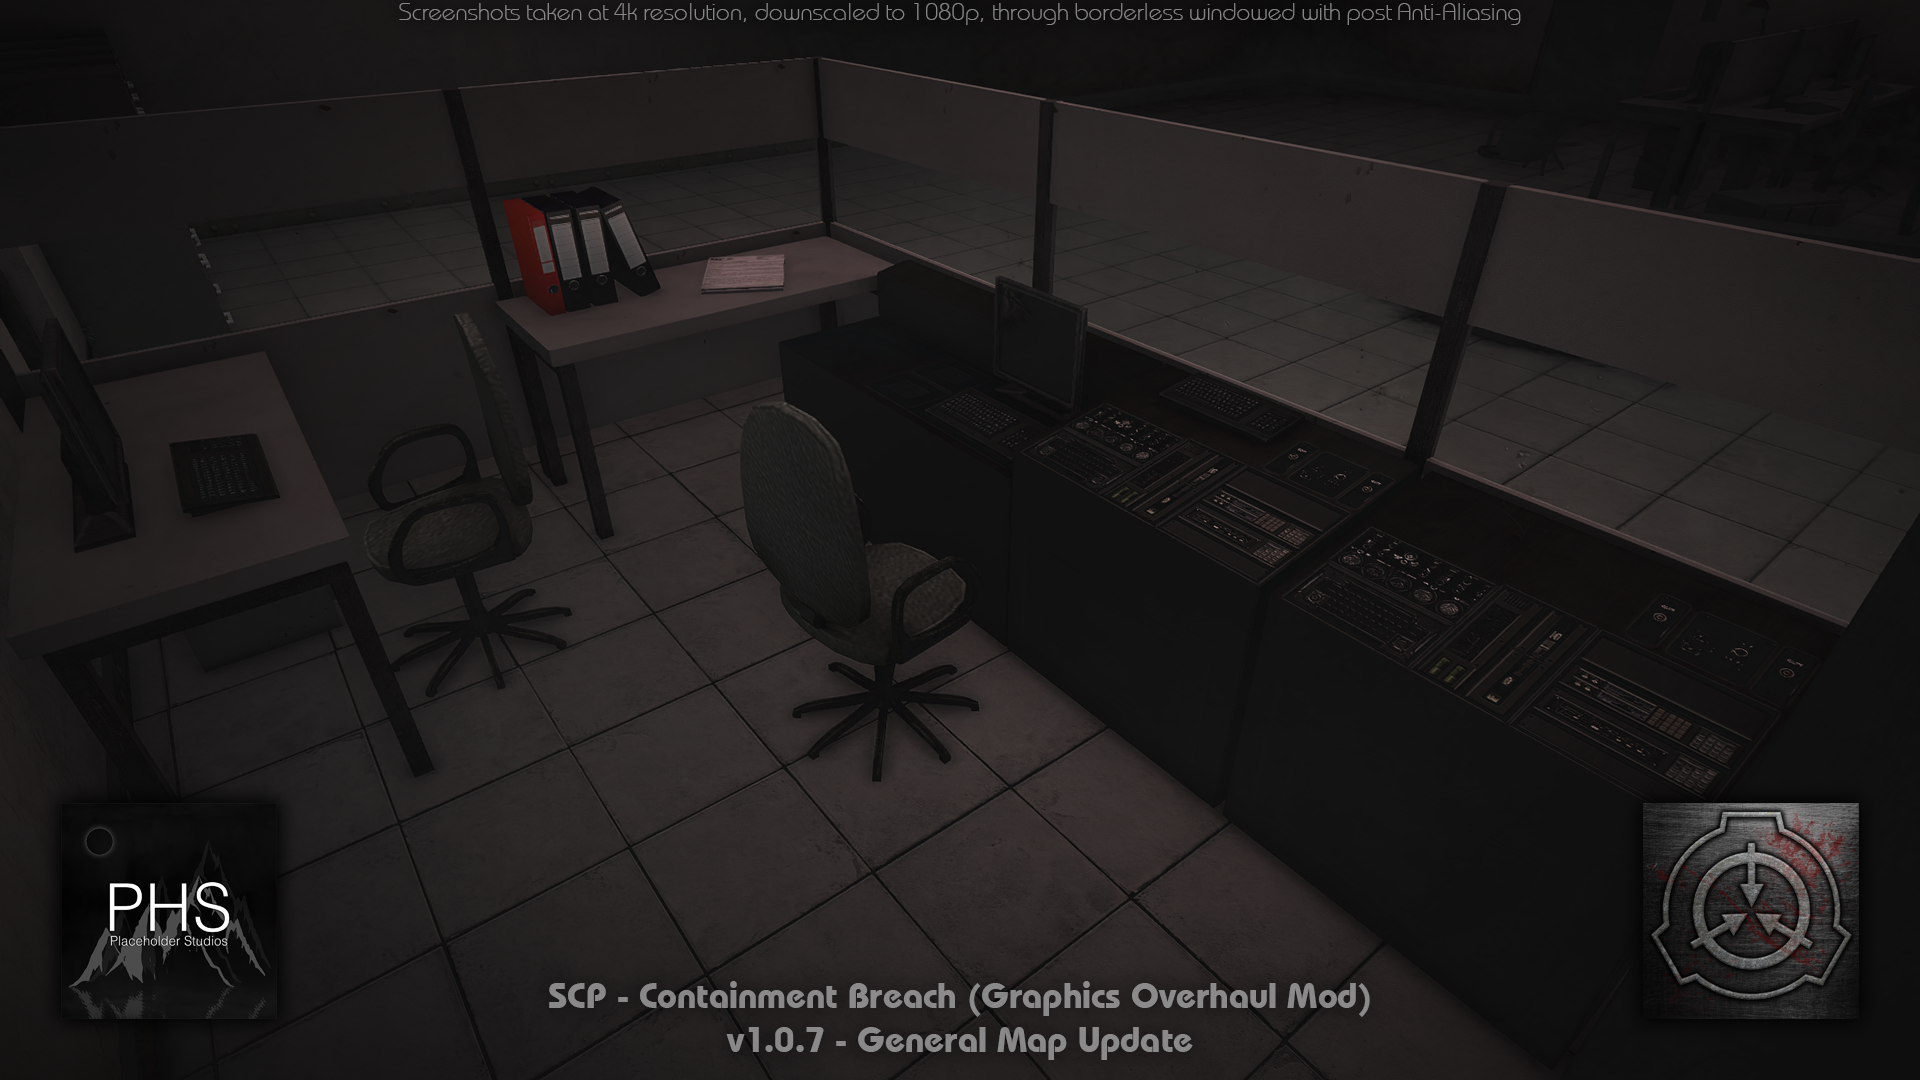 Screenshots taken at 4k resolution, downscaled to 1080p, through borderless windowed with post Anti-Aliasing
PHS
Placeholder Studios
SCP - Containment Breach (Graphics Overhaul Mod)
v1.0.7 - General Map Update